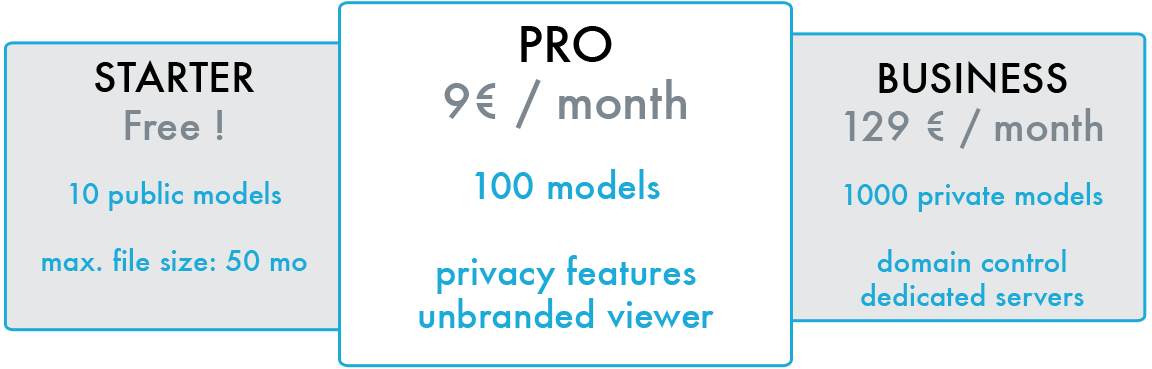 STARTER
Free !
10 public models
max. file size: 50 mo
PRO
9€ / month
100 models
privacy features
unbranded viewer
BUSINESS
129 € / month
1000 private models
domain control
dedicated servers